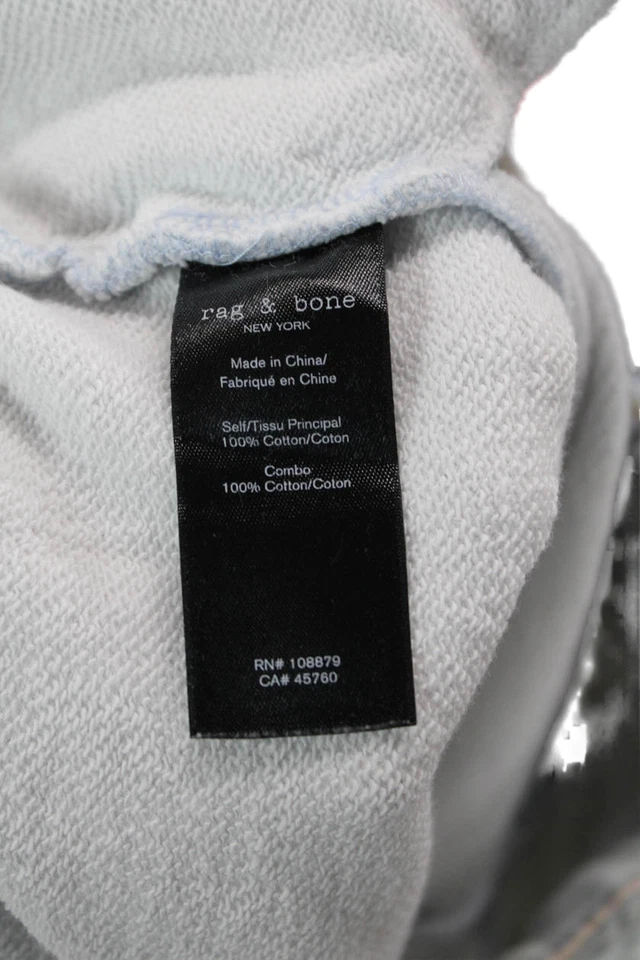 rag & bone
NEW YORK
Made in China/
Fabriqué en Chine
Self/Tissu Principal
100% Cotton/Coton
Combo
100% Cotton/Coton
RN# 108879
CA# 45760